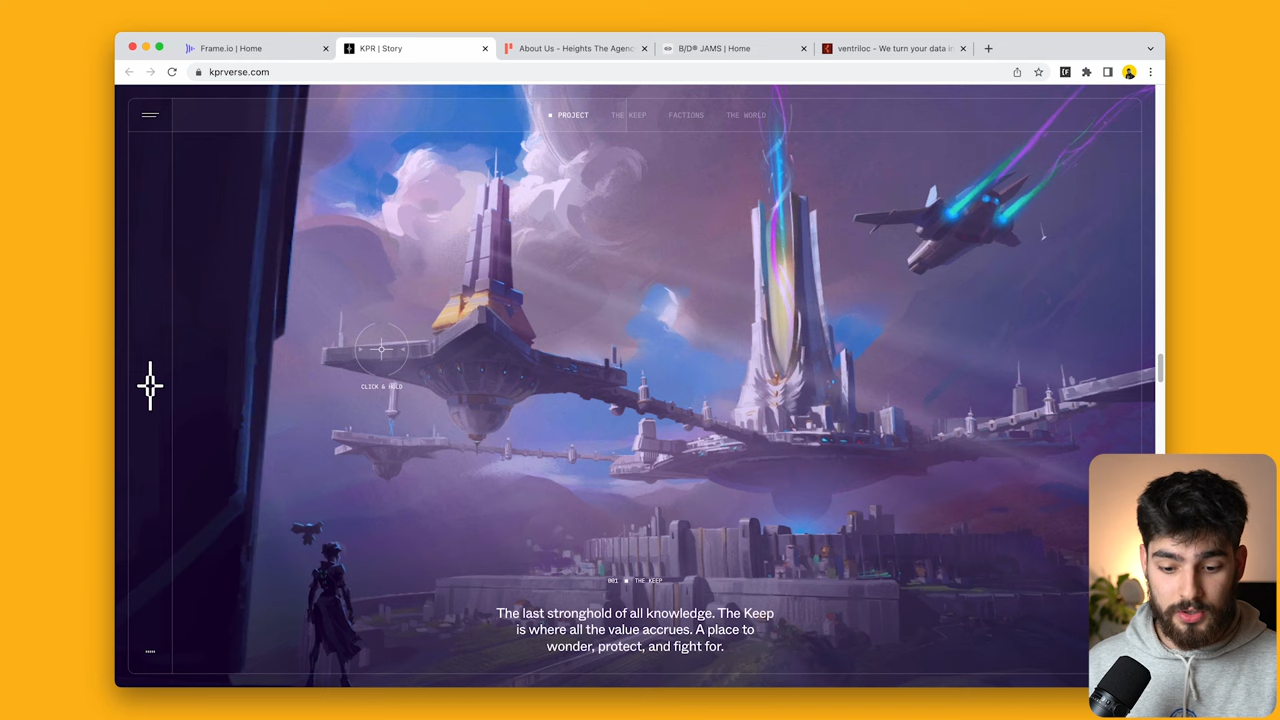 Frame.io | Home
KPR | Story
About Us - Heights The Agenc
B/D® JAMS | Home
ventriloc - We turn your data in
kprverse.com
PROJECT
THE KEEP
FACTIONS
THE WORLD
CLICK & HOLD
001 ■ THE KEEP
The last stronghold of all knowledge. The Keep
is where all the value accrues. A place to
wonder, protect, and fight for.